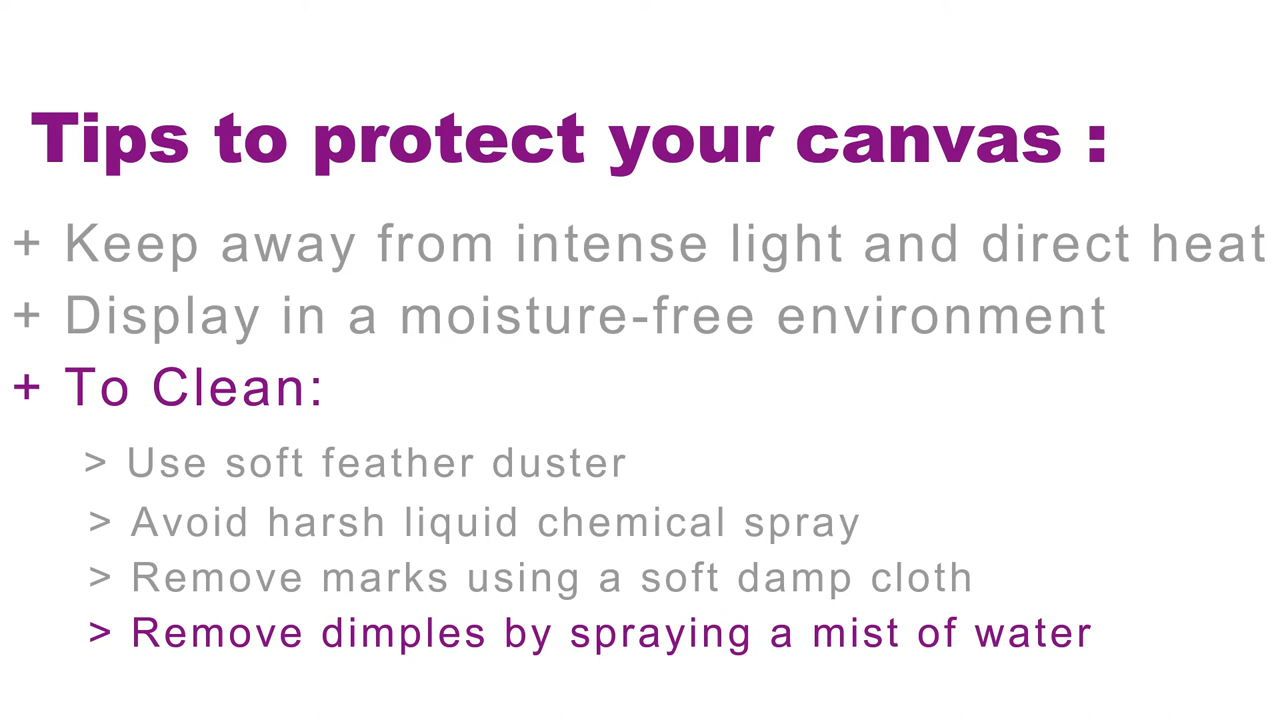 Tips to protect your canvas :
+ Keep away from intense light and direct heat
+ Display in a moisture-free environment
+ To Clean:
> Use soft feather duster
> Avoid harsh liquid chemical spray
> Remove marks using a soft damp cloth
> Remove dimples by spraying a mist of water